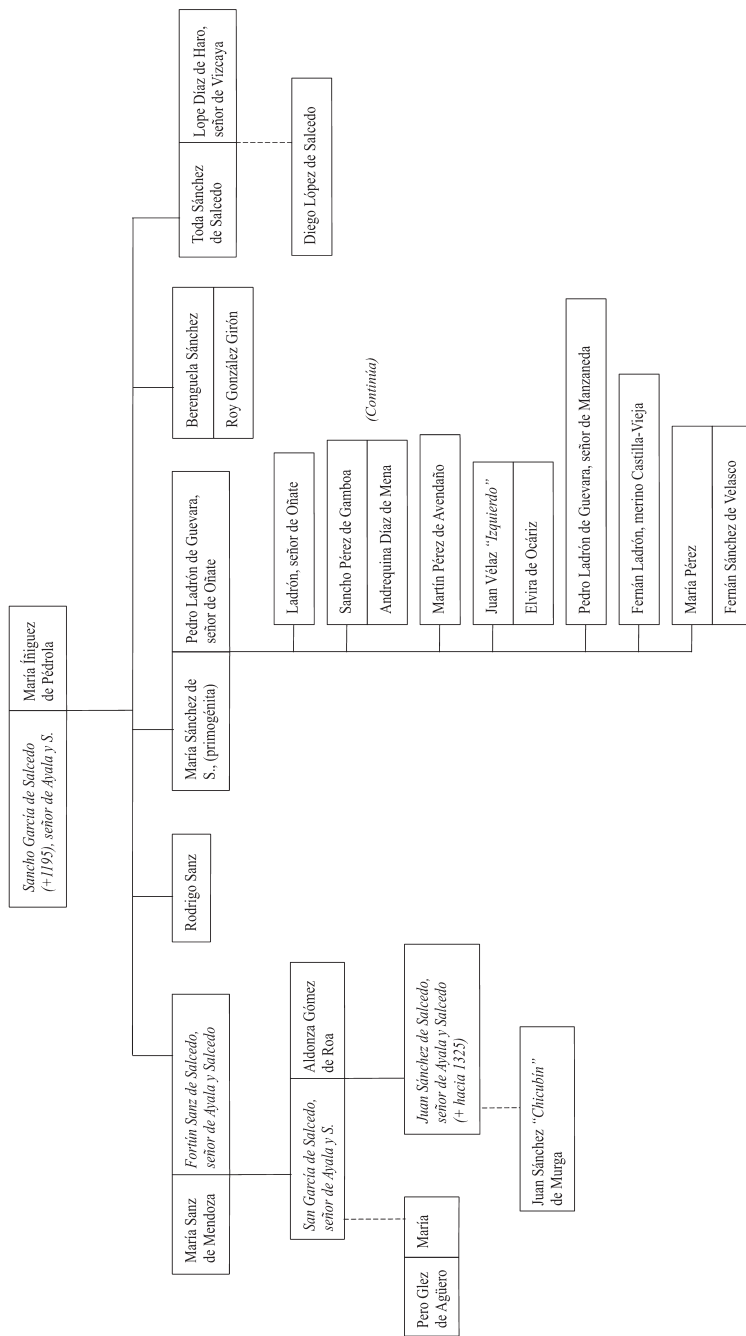 Sancho García de Salcedo
(+1195), señor de Ayala y S.
María Íñiguez
de Pédrola
María Sanz
de Mendoza
Fortún Sanz de Salcedo,
señor de Ayala y Salcedo
Rodrigo Sanz
María Sánchez de
S., (primogénita)
Pedro Ladrón de Guevara,
señor de Oñate
Berenguela Sánchez
Roy González Girón
Toda Sánchez
de Salcedo
Lope Díaz de Haro,
señor de Vizcaya
San García de Salcedo,
señor de Ayala y S.
Aldonza Gómez
de Roa
Ladrón, señor de Oñate
Sancho Pérez de Gamboa
Andrequina Díaz de Mena
(Continúa)
Martín Pérez de Avendaño
Juan Vélaz "Izquierdo"
Elvira de Ocáriz
Pedro Ladrón de Guevara, señor de Manzaneda
Fernán Ladrón, merino Castilla-Vieja
María Pérez
Fernán Sánchez de Velasco
Diego López de Salcedo
Pero Glez
de Agüero
María
Juan Sánchez de Salcedo,
señor de Ayala y Salcedo
(+ hacia 1325)
Juan Sánchez "Chicubín"
de Murga